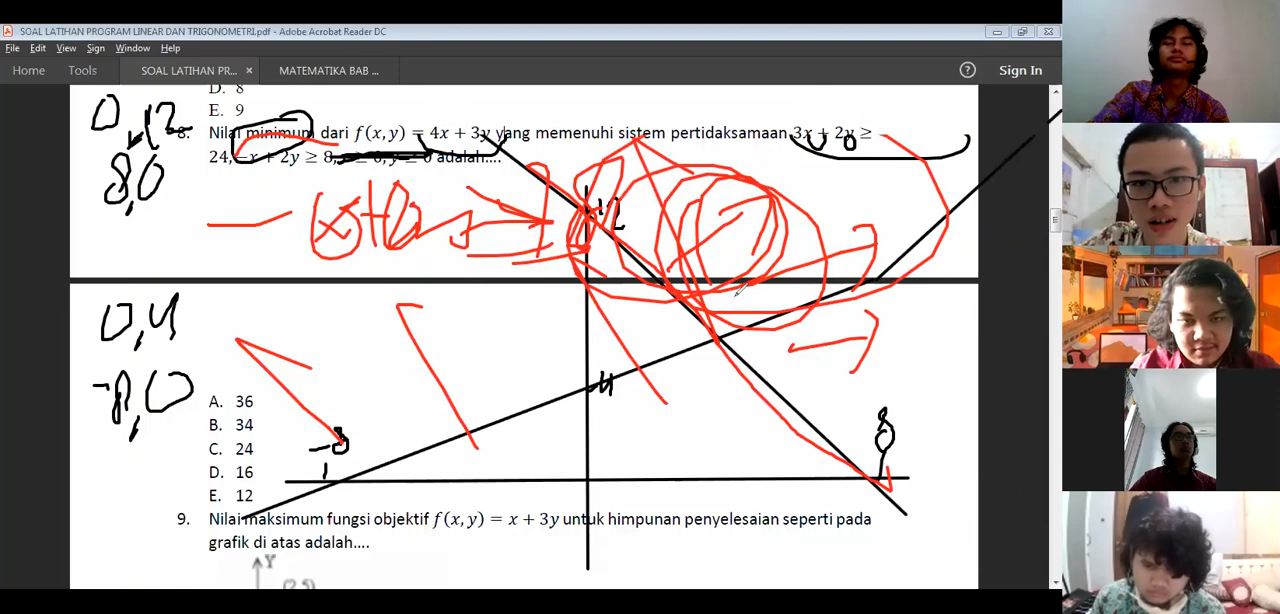 SOAL LATIHAN PROGRAM LINEAR DAN TRIGONOMETRI.pdf - Adobe Acrobat Reader DC
File Edit View Sign Window Help
Home Tools SOAL LATIHAN PR... × MATEMATIKA BAB ... ? Sign In
D. 8
E. 9
0,12
8. Nilai minimum dari f(x,y) = 4x + 3y yang memenuhi sistem pertidaksamaan 3x + 2y ≥
24, −x + 2y ≥ 8, x ≥ 0, y ≥ 0 adalah....
8,0
12
0,4
-8,0
4
-8
8
A. 36
B. 34
C. 24
D. 16
E. 12
9. Nilai maksimum fungsi objektif f(x,y) = x + 3y untuk himpunan penyelesaian seperti pada
grafik di atas adalah....
Y
(2,5)